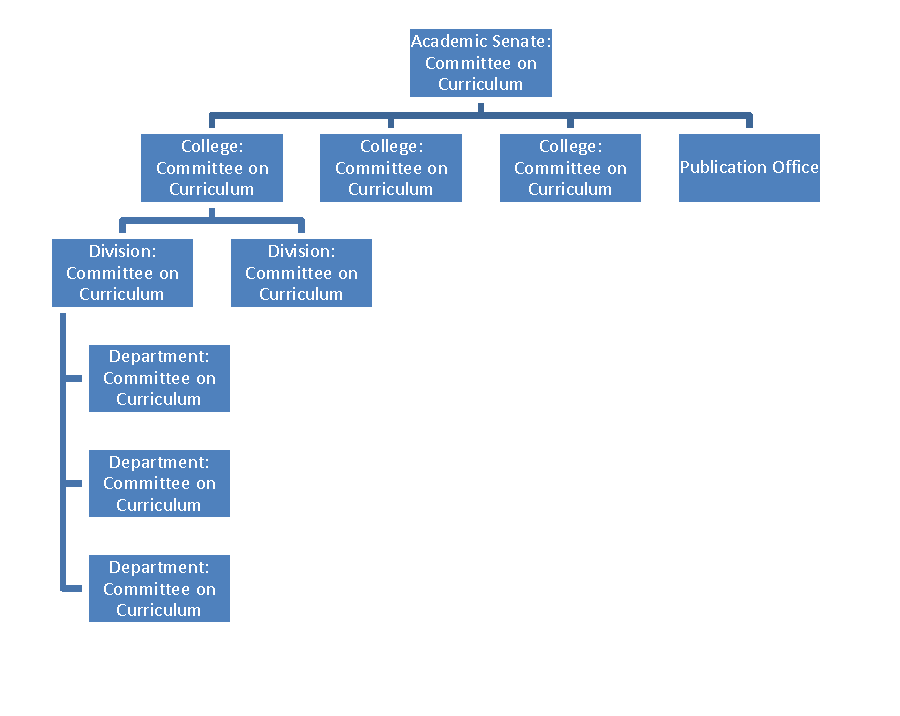 Academic Senate:
Committee on
Curriculum
College:
Committee on
Curriculum
College:
Committee on
Curriculum
College:
Committee on
Curriculum
Publication Office
Division:
Committee on
Curriculum
Division:
Committee on
Curriculum
Department:
Committee on
Curriculum
Department:
Committee on
Curriculum
Department:
Committee on
Curriculum